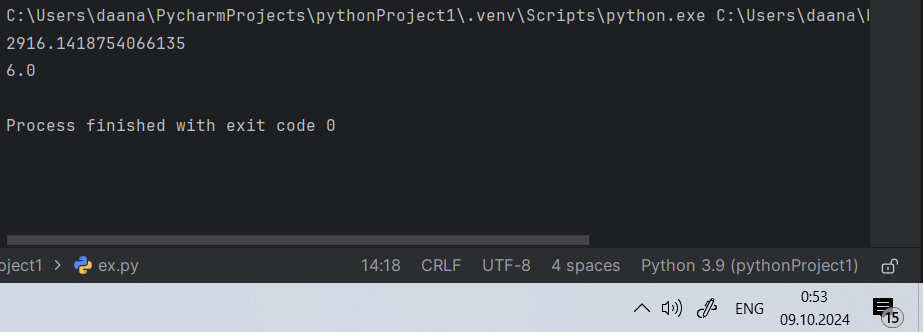 C:\Users\daana\PycharmProjects\pythonProject1\.venv\Scripts\python.exe C:\Users\daana\
2916.1418754066135
6.0
Process finished with exit code 0
oject1 > ex.py 14:18 CRLF UTF-8 4 spaces Python 3.9 (pythonProject1)
ENG 0:53
09.10.2024 15